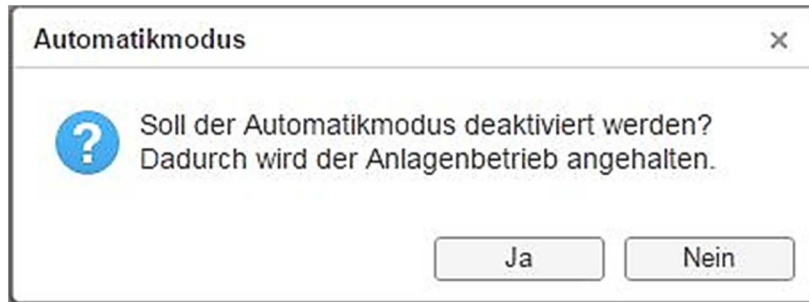 Automatikmodus
Soll der Automatikmodus deaktiviert werden?
Dadurch wird der Anlagenbetrieb angehalten.
Ja Nein